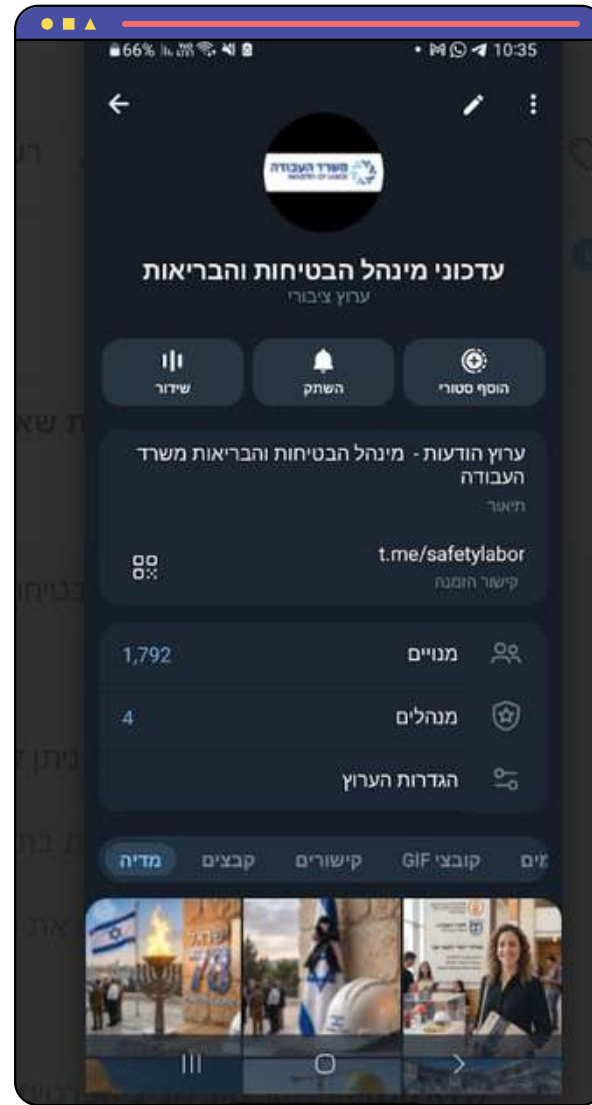 66%
10:35
משרד העבודה
MINISTRY OF LABOR
עדכוני מינהל הבטיחות והבריאות
ערוץ ציבורי
הוסף סטורי
השתק
שידור
ערוץ הודעות - מינהל הבטיחות והבריאות משרד
העבודה
תיאור
t.me/safetylabor
קישור הזמנה
מנויים 1,792
מנהלים 4
הגדרות הערוץ
קובצי GIF קישורים קבצים מדיה
ישראל
78